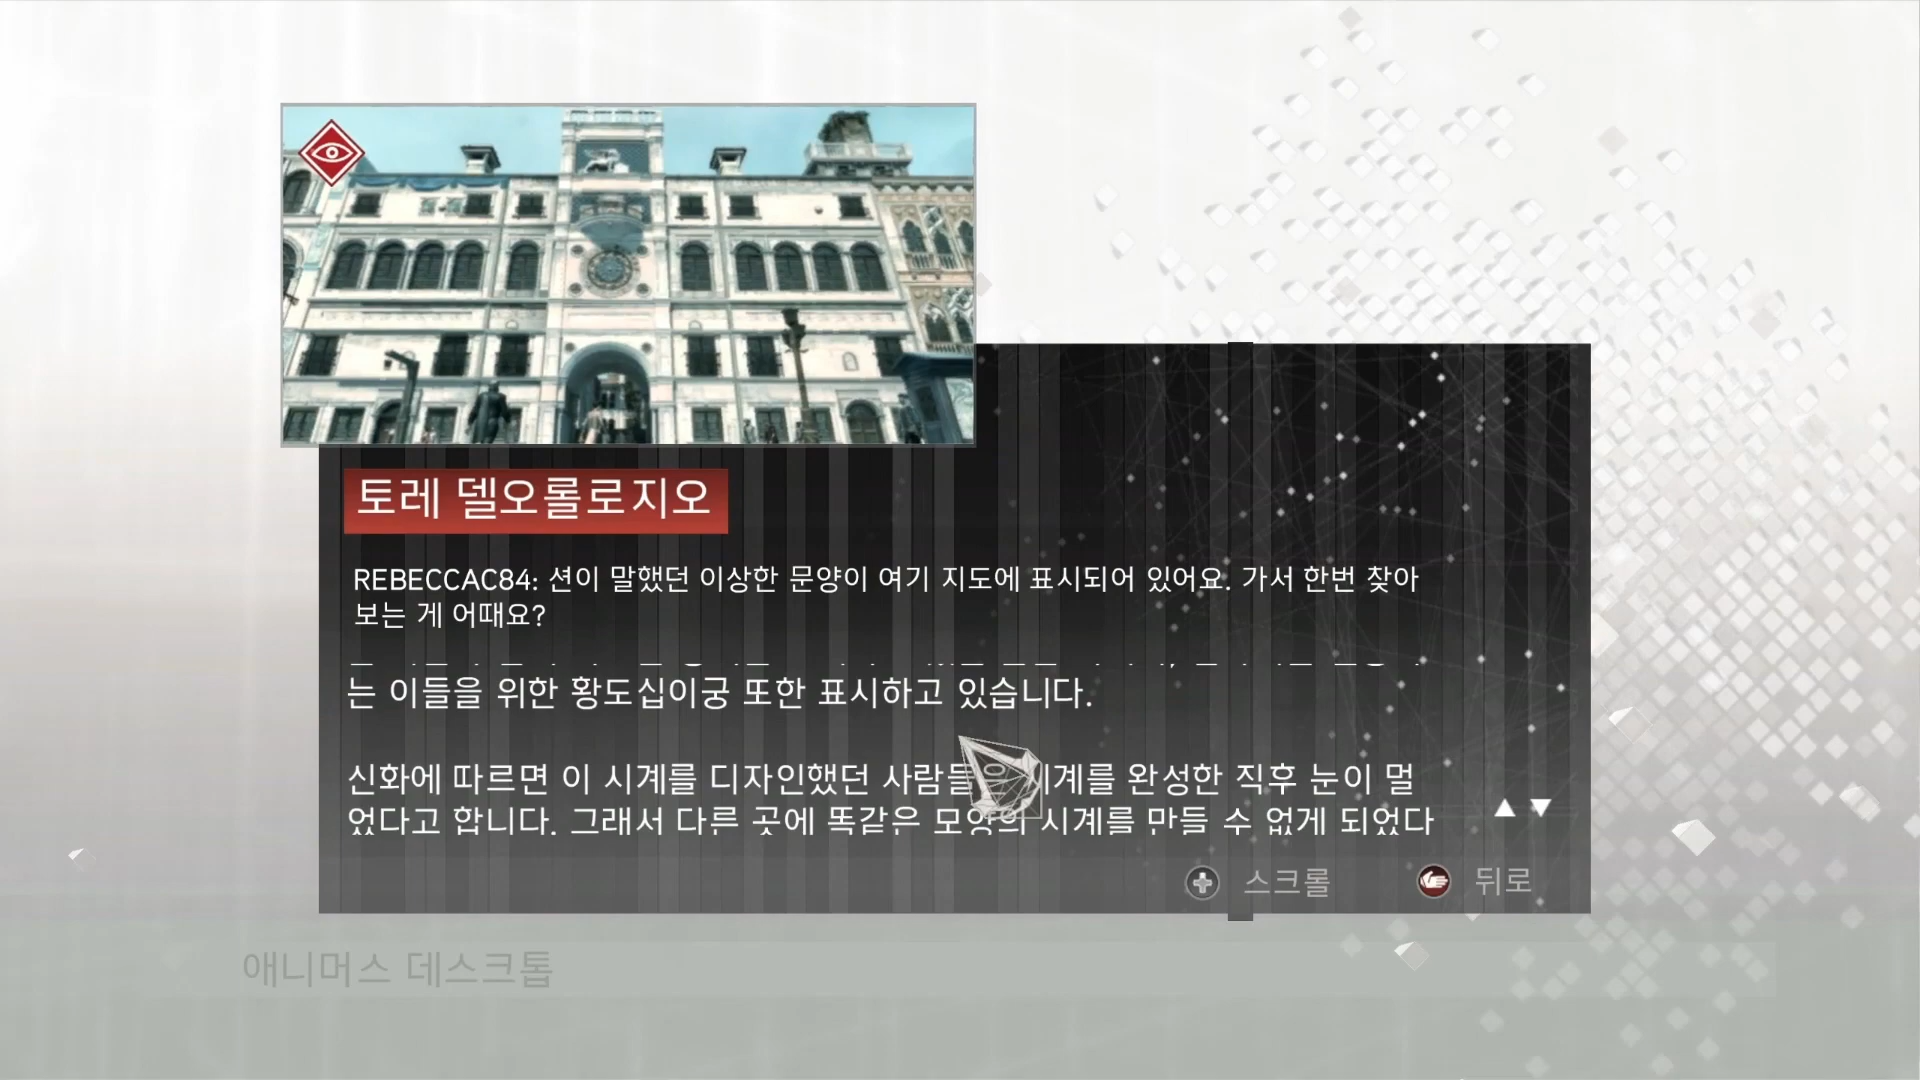 토레 델오롤로지오
REBECCAC84: 션이 말했던 이상한 문양이 여기 지도에 표시되어 있어요. 가서 한번 찾아
보는 게 어때요?
는 이들을 위한 황도십이궁 또한 표시하고 있습니다.
신화에 따르면 이 시계를 디자인했던 사람들은 시계를 완성한 직후 눈이 멀
었다고 합니다. 그래서 다른 곳에 똑같은 모양의 시계를 만들 수 없게 되었다
스크롤
뒤로
애니머스 데스크톱